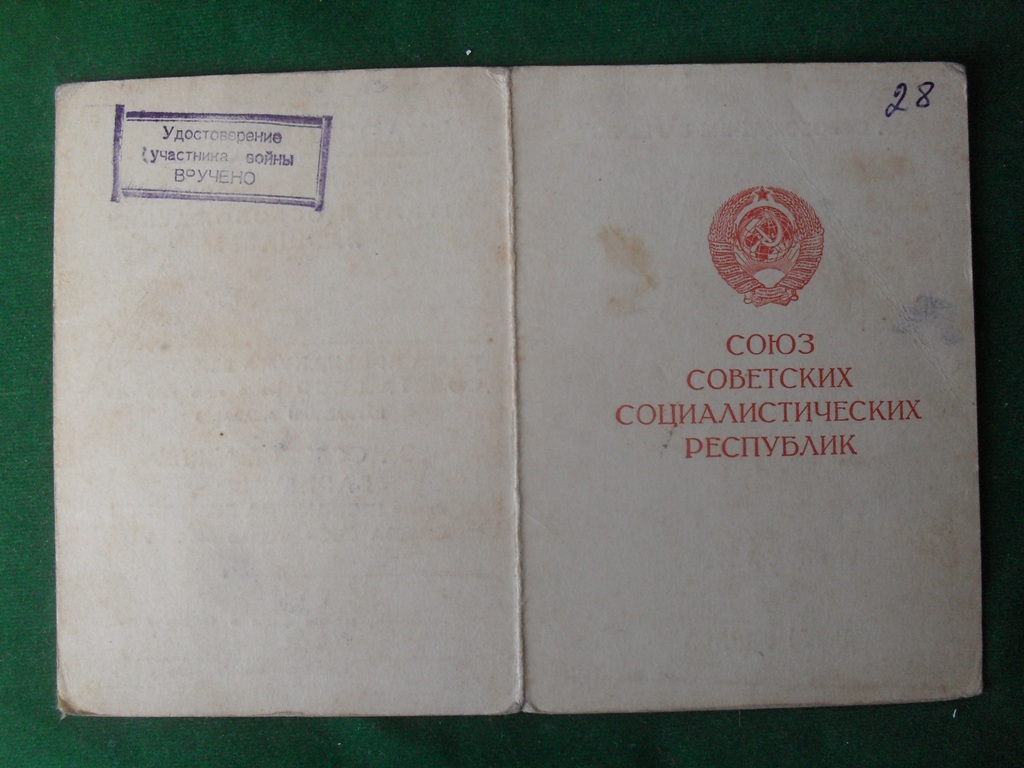 Удостоверение
участника войны
ВРУЧЕНО
28
СОЮЗ
СОВЕТСКИХ
СОЦИАЛИСТИЧЕСКИХ
РЕСПУБЛИК